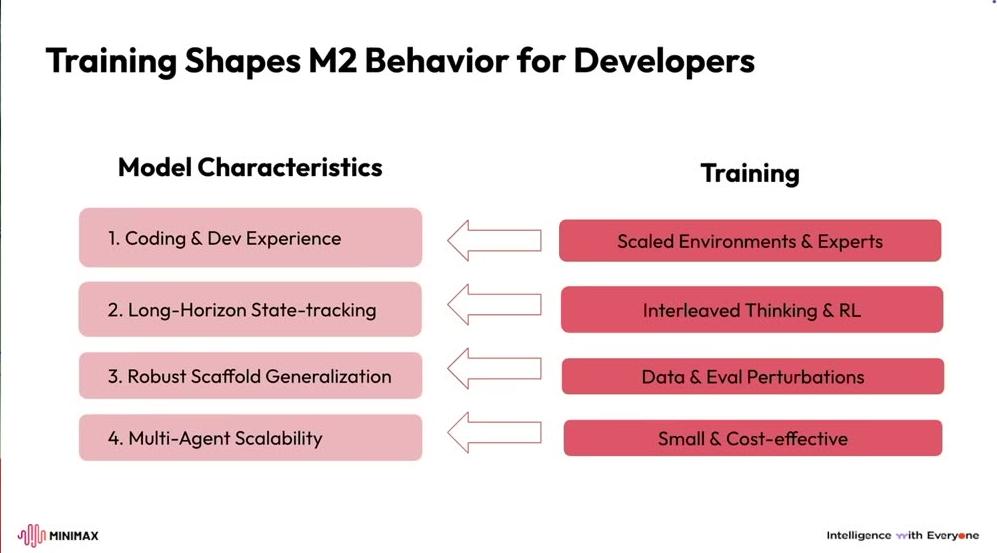 Training Shapes M2 Behavior for Developers
Model Characteristics
Training
1. Coding & Dev Experience
Scaled Environments & Experts
2. Long-Horizon State-tracking
Interleaved Thinking & RL
3. Robust Scaffold Generalization
Data & Eval Perturbations
4. Multi-Agent Scalability
Small & Cost-effective
MINIMAX
Intelligence with Everyone